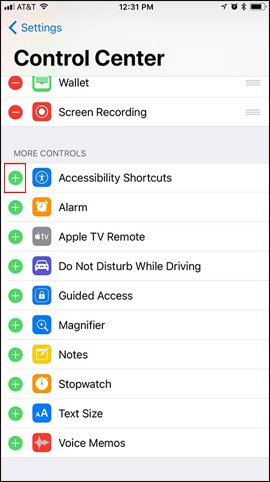 AT&T 12:31 PM
Settings
Control Center
Wallet
Screen Recording
MORE CONTROLS
Accessibility Shortcuts
Alarm
tv Apple TV Remote
Do Not Disturb While Driving
Guided Access
Magnifier
Notes
Stopwatch
AA Text Size
Voice Memos